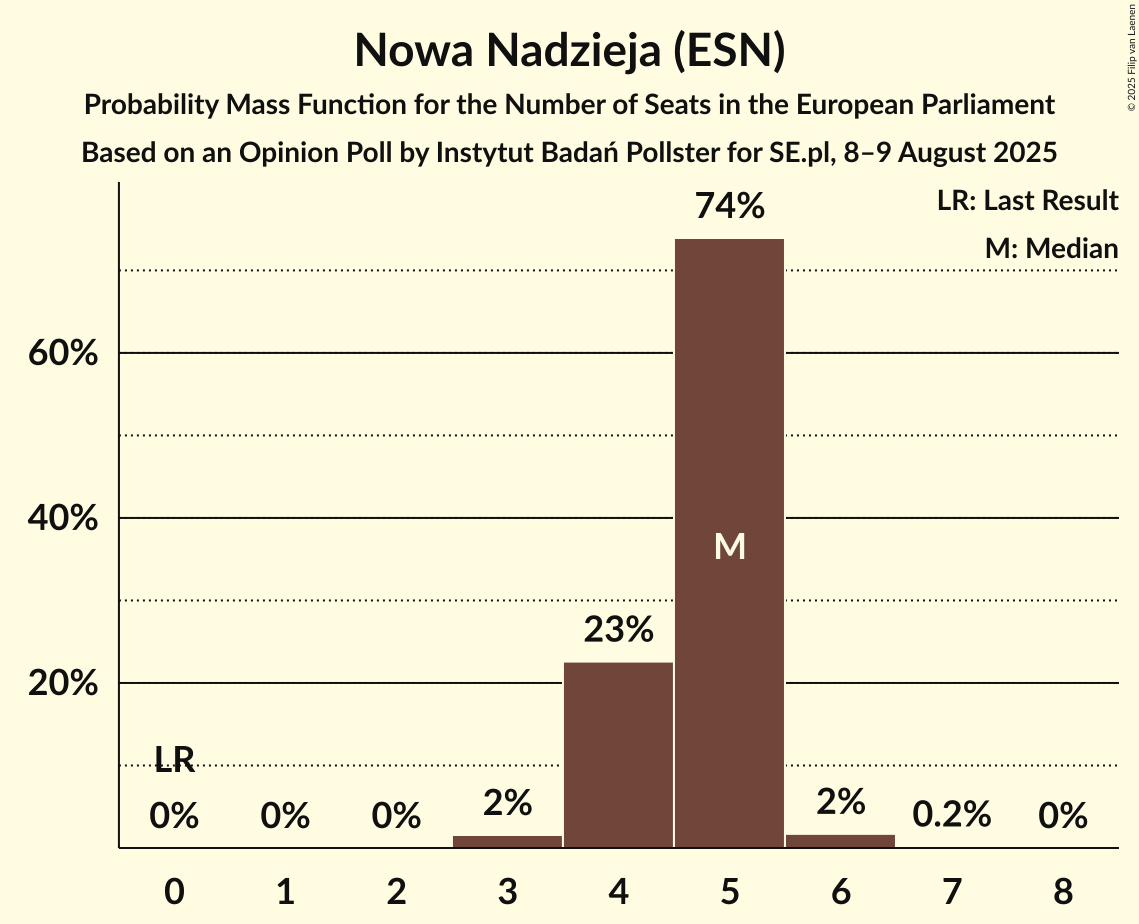 Nowa Nadzieja (ESN)
Probability Mass Function for the Number of Seats in the European Parliament
Based on an Opinion Poll by Instytut Badań Pollster for SE.pl, 8–9 August 2025
© 2025 Filip van Laenen
LR: Last Result
M: Median
74%
60%
40%
M
23%
20%
LR
0%
0%
0%
2%
2%
0.2%
0%
0
1
2
3
4
5
6
7
8